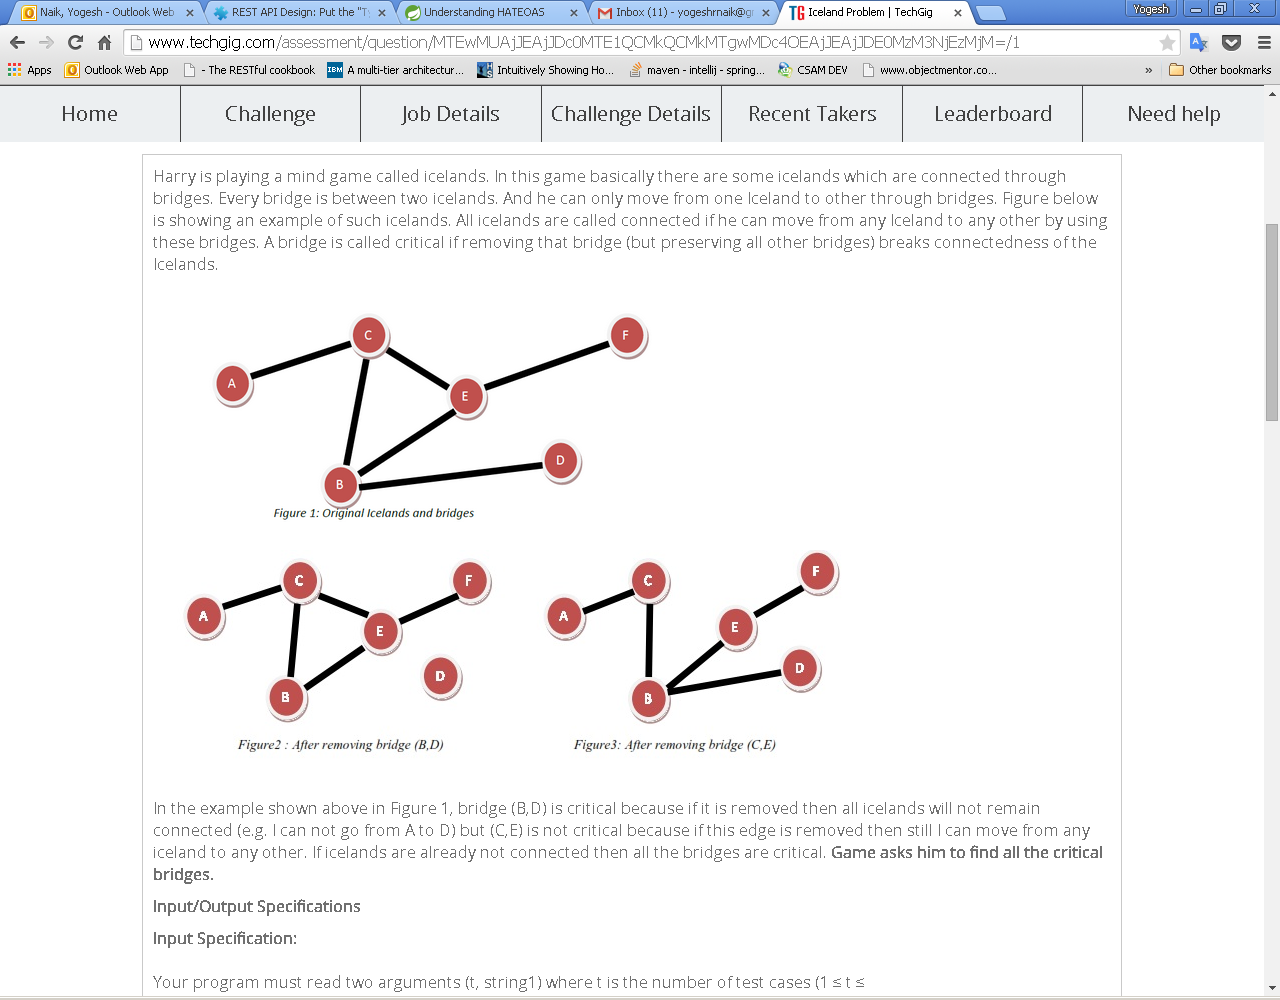 Naik, Yogesh - Outlook Web
REST API Design: Put the "Ty
Understanding HATEOAS
Inbox (11) - yogeshrnaik@g
Iceland Problem | TechGig
Yogesh
www.techgig.com/assessment/question/MTEwMUAjJEAjJDc0MTE1QCMkQCMkMTgwMDc4OEAjJEAjJDE0MzM3NjEzMjM=/1
Apps
Outlook Web App
- The RESTful cookbook
IBM
A multi-tier architectur...
Intuitively Showing Ho...
maven - intellij - spring...
CSAM DEV
www.objectmentor.co...
»
Other bookmarks
Home
Challenge
Job Details
Challenge Details
Recent Takers
Leaderboard
Need help
Harry is playing a mind game called icelands. In this game basically there are some icelands which are connected through
bridges. Every bridge is between two icelands. And he can only move from one Iceland to other through bridges. Figure below
is showing an example of such icelands. All icelands are called connected if he can move from any Iceland to any other by using
these bridges. A bridge is called critical if removing that bridge (but preserving all other bridges) breaks connectedness of the
Icelands.
C
F
A
E
D
B
Figure 1: Original Icelands and bridges
C
F
A
E
D
B
Figure2 : After removing bridge (B,D)
F
C
A
E
D
B
Figure3: After removing bridge (C,E)
In the example shown above in Figure 1, bridge (B,D) is critical because if it is removed then all icelands will not remain
connected (e.g. I can not go from A to D) but (C,E) is not critical because if this edge is removed then still I can move from any
iceland to any other. If icelands are already not connected then all the bridges are critical. Game asks him to find all the critical
bridges.
Input/Output Specifications
Input Specification:
Your program must read two arguments (t, string1) where t is the number of test cases (1 ≤ t ≤